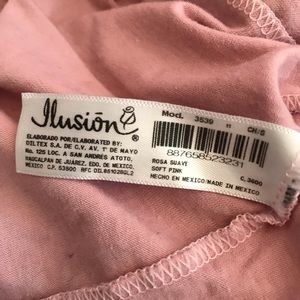 Ilusión ®
ELABORADO POR/ELABORATED BY:
DILTEX S.A. DE C.V. AV. 1° DE MAYO
No. 125 LOC. A SAN ANDRES ATOTO,
NAUCALPAN DE JUAREZ, EDO. DE MEXICO,
MEXICO C.P. 53500 RFC DIL851028GL2
Mod. 3539 CH/S
887658523231
ROSA SUAVE
SOFT PINK C.3600
HECHO EN MEXICO/MADE IN MEXICO